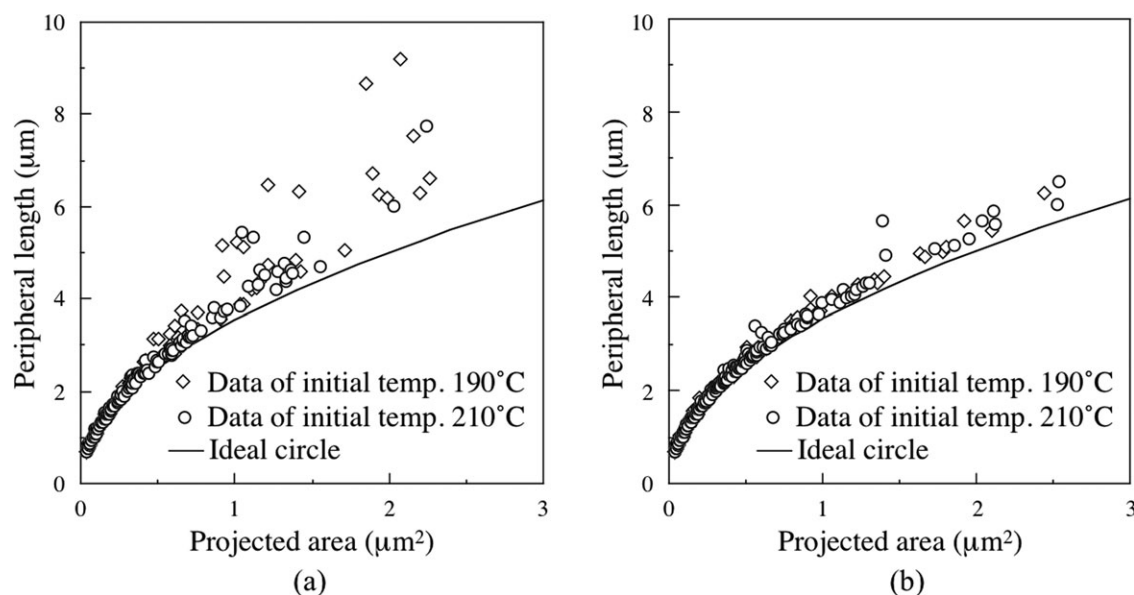 10
8
6
4
2
0
Peripheral length (μm)
◇ Data of initial temp. 190°C
○ Data of initial temp. 210°C
— Ideal circle
0 1 2 3
Projected area (μm²)
(a)
10
8
6
4
2
0
Peripheral length (μm)
◇ Data of initial temp. 190°C
○ Data of initial temp. 210°C
— Ideal circle
0 1 2 3
Projected area (μm²)
(b)